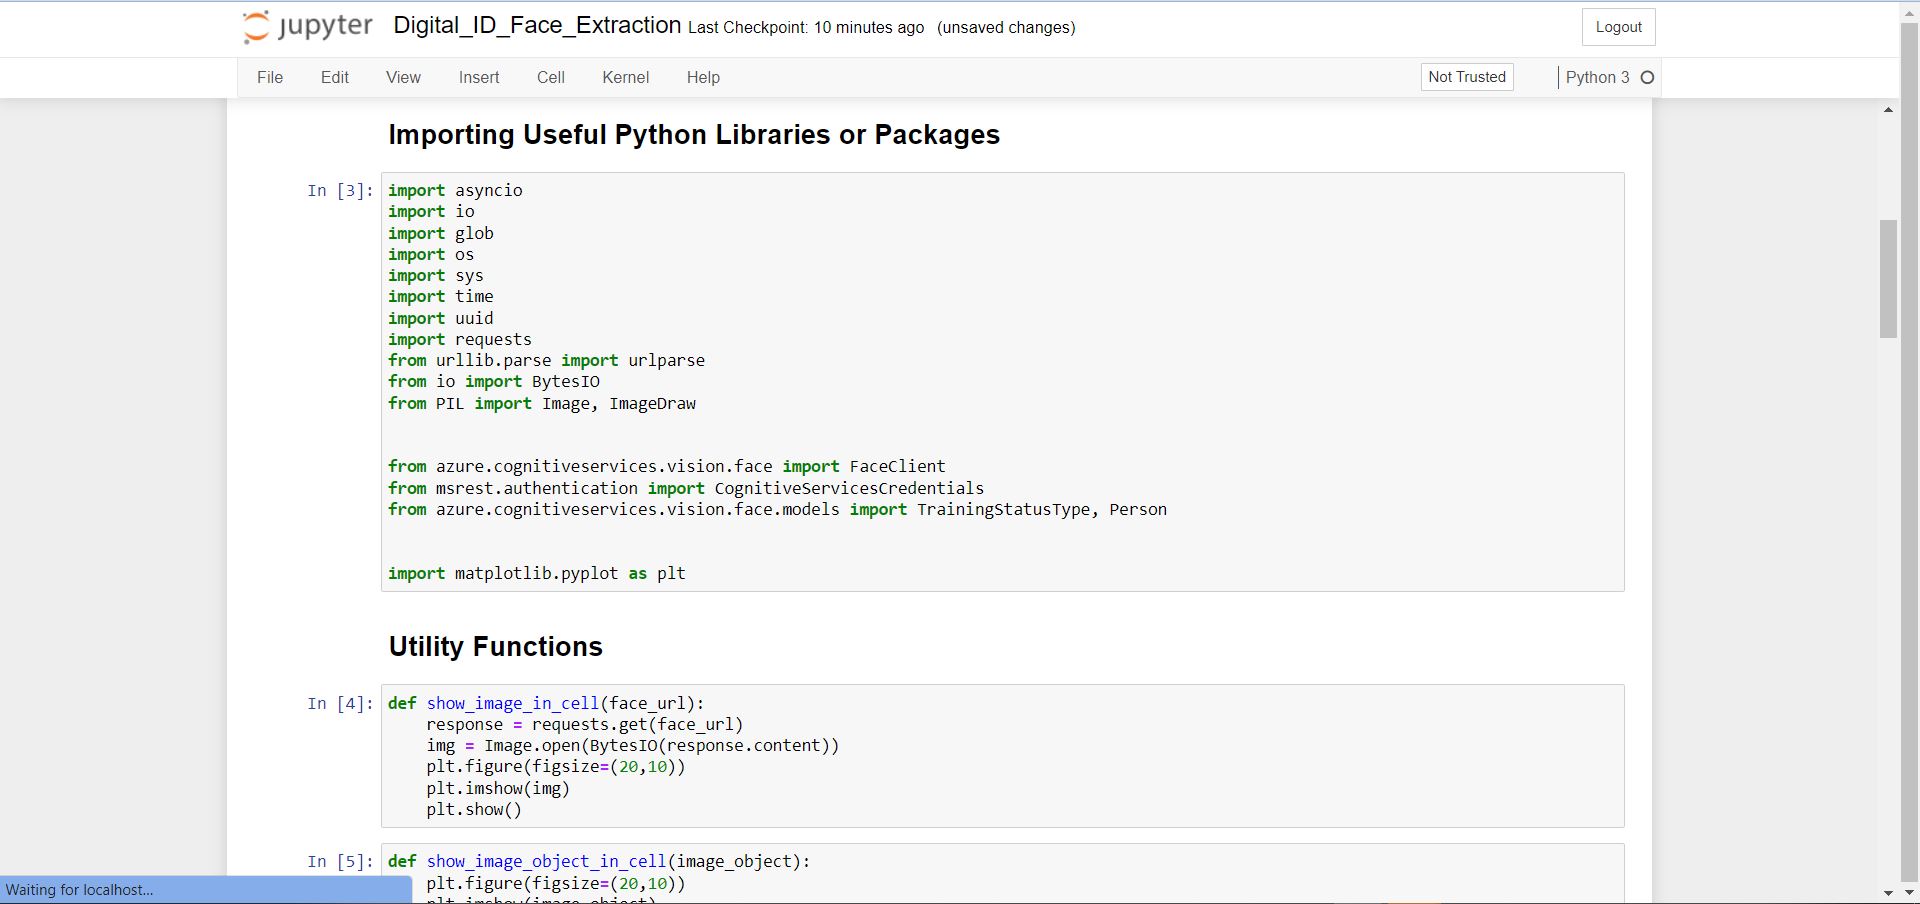 jupyter Digital_ID_Face_Extraction Last Checkpoint: 10 minutes ago (unsaved changes) Logout
File Edit View Insert Cell Kernel Help Not Trusted Python 3
Importing Useful Python Libraries or Packages
In [3]: import asyncio
import io
import glob
import os
import sys
import time
import uuid
import requests
from urllib.parse import urlparse
from io import BytesIO
from PIL import Image, ImageDraw
from azure.cognitiveservices.vision.face import FaceClient
from msrest.authentication import CognitiveServicesCredentials
from azure.cognitiveservices.vision.face.models import TrainingStatusType, Person
import matplotlib.pyplot as plt
Utility Functions
In [4]: def show_image_in_cell(face_url):
    response = requests.get(face_url)
    img = Image.open(BytesIO(response.content))
    plt.figure(figsize=(20,10))
    plt.imshow(img)
    plt.show()
In [5]: def show_image_object_in_cell(image_object):
    plt.figure(figsize=(20,10))
    plt.imshow(image_object)
Waiting for localhost...